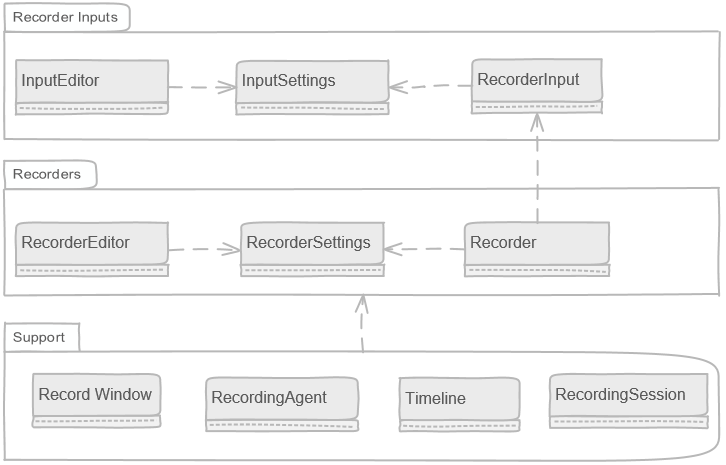 Recorder Inputs
InputEditor
InputSettings
RecorderInput
Recorders
RecorderEditor
RecorderSettings
Recorder
Support
Record Window
RecordingAgent
Timeline
RecordingSession